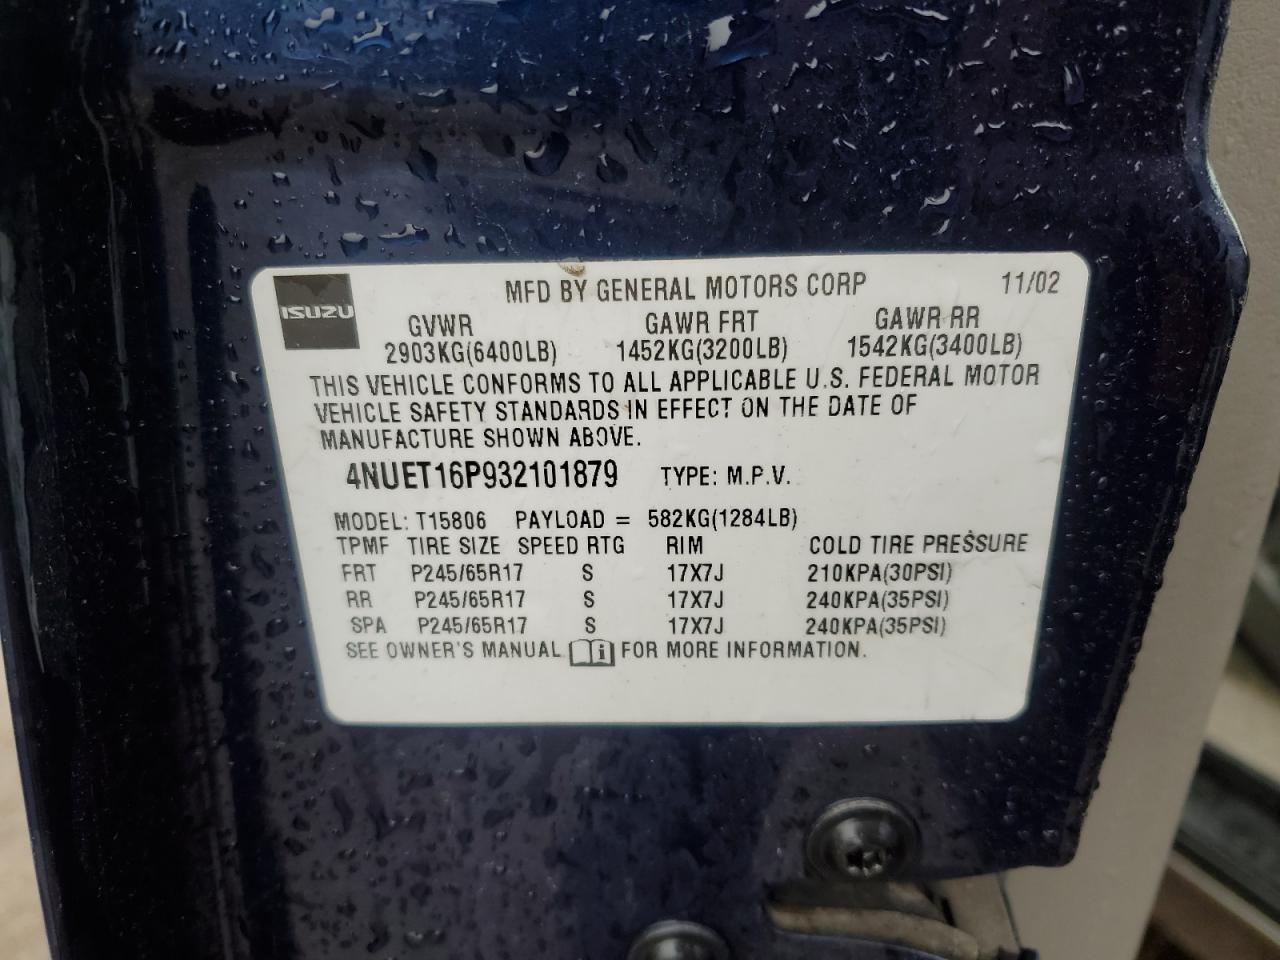 ISUZU
MFD BY GENERAL MOTORS CORP 11/02
GVWR GAWR FRT GAWR RR
2903KG(6400LB) 1452KG(3200LB) 1542KG(3400LB)
THIS VEHICLE CONFORMS TO ALL APPLICABLE U.S. FEDERAL MOTOR
VEHICLE SAFETY STANDARDS IN EFFECT ON THE DATE OF
MANUFACTURE SHOWN ABOVE.
4NUET16P932101879 TYPE: M.P.V.
MODEL: T15806 PAYLOAD = 582KG(1284LB)
TPMF TIRE SIZE SPEED RTG RIM COLD TIRE PRESSURE
FRT P245/65R17 S 17X7J 210KPA(30PSI)
RR P245/65R17 S 17X7J 240KPA(35PSI)
SPA P245/65R17 S 17X7J 240KPA(35PSI)
SEE OWNER'S MANUAL i FOR MORE INFORMATION.